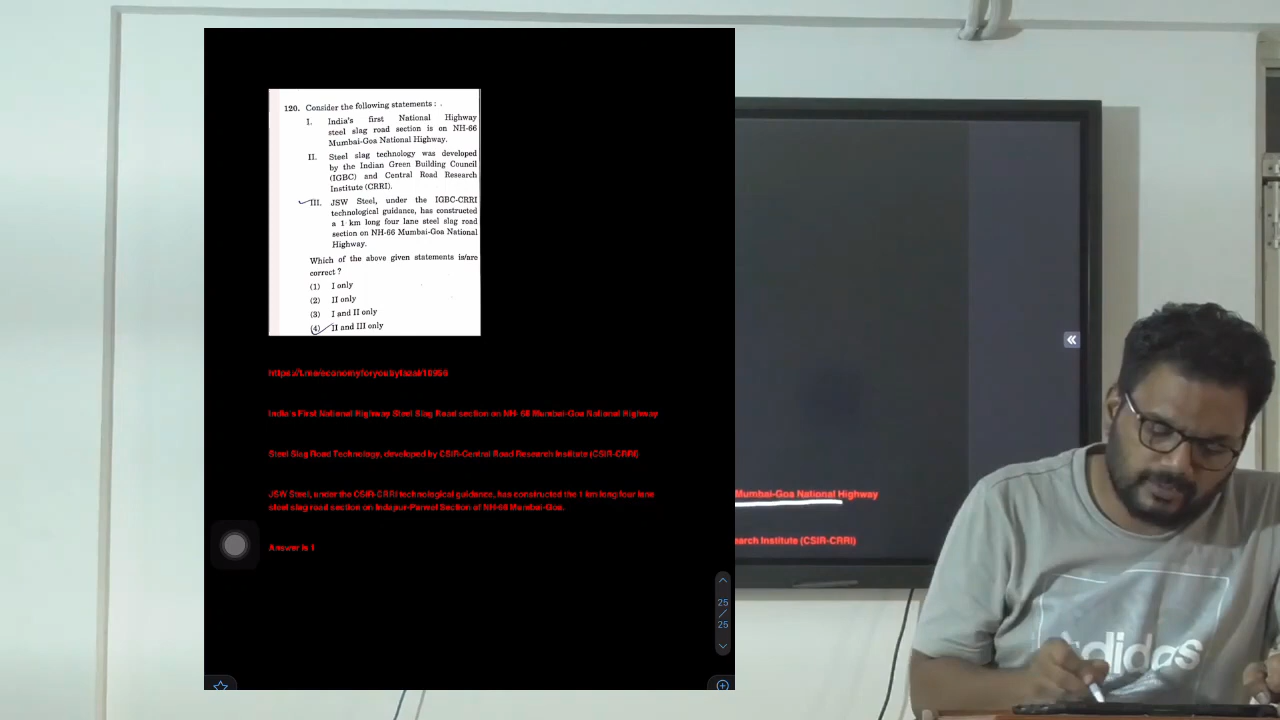 120. Consider the following statements :
I. India's first National Highway
steel slag road section is on NH-66
Mumbai-Goa National Highway.
II. Steel slag technology was developed
by the Indian Green Building Council
(IGBC) and Central Road Research
Institute (CRRI).
III. JSW Steel, under the IGBC-CRRI
technological guidance, has constructed
a 1 km long four lane steel slag road
section on NH-66 Mumbai-Goa National
Highway.
Which of the above given statements is/are
correct ?
(1) I only
(2) II only
(3) I and II only
(4) II and III only
https://t.me/economyforyoubyfazal/10956
India's First National Highway Steel Slag Road section on NH- 66 Mumbai-Goa National Highway
Steel Slag Road Technology, developed by CSIR-Central Road Research Institute (CSIR-CRRI)
JSW Steel, under the CSIR-CRRI technological guidance, has constructed the 1 km long four lane
steel slag road section on Indapur-Panvel Section of NH-66 Mumbai-Goa.
Answer is 1
25
25
Mumbai-Goa National Highway
earch Institute (CSIR-CRRI)
adidas